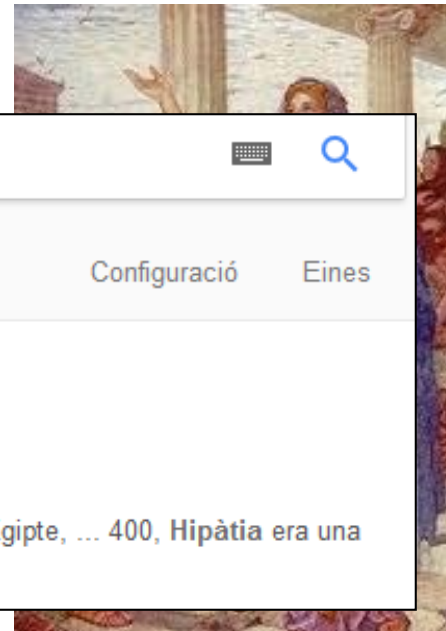 Configuració Eines
gipte, ... 400, Hipàtia era una